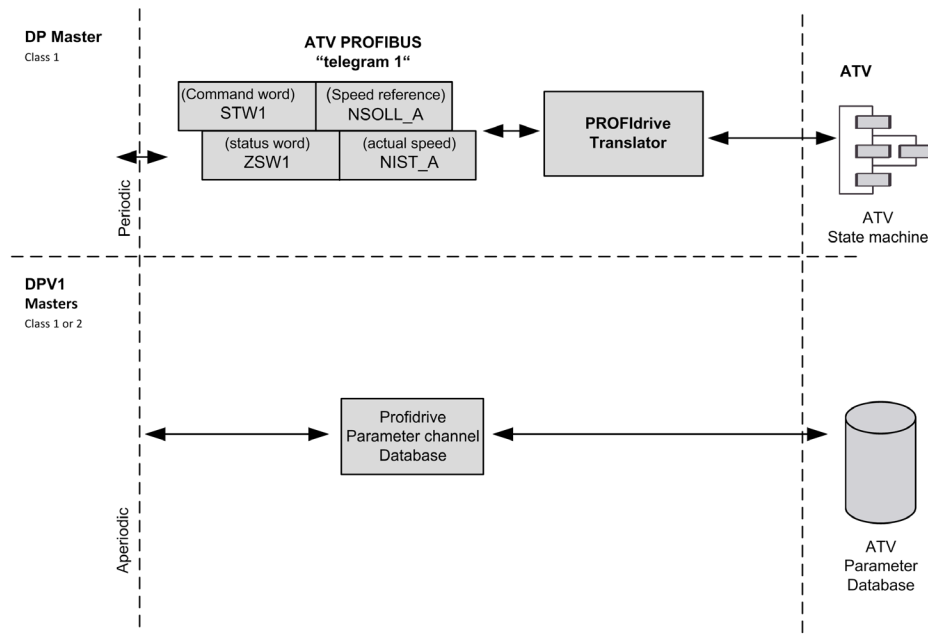 DP Master
Class 1
ATV PROFIBUS
“telegram 1“
(Command word)
STW1
(Speed reference)
NSOLL_A
(status word)
ZSW1
(actual speed)
NIST_A
PROFIdrive
Translator
ATV
ATV
State machine
Periodic
DPV1
Masters
Class 1 or 2
Profidrive
Parameter channel
Database
Aperiodic
ATV
Parameter
Database